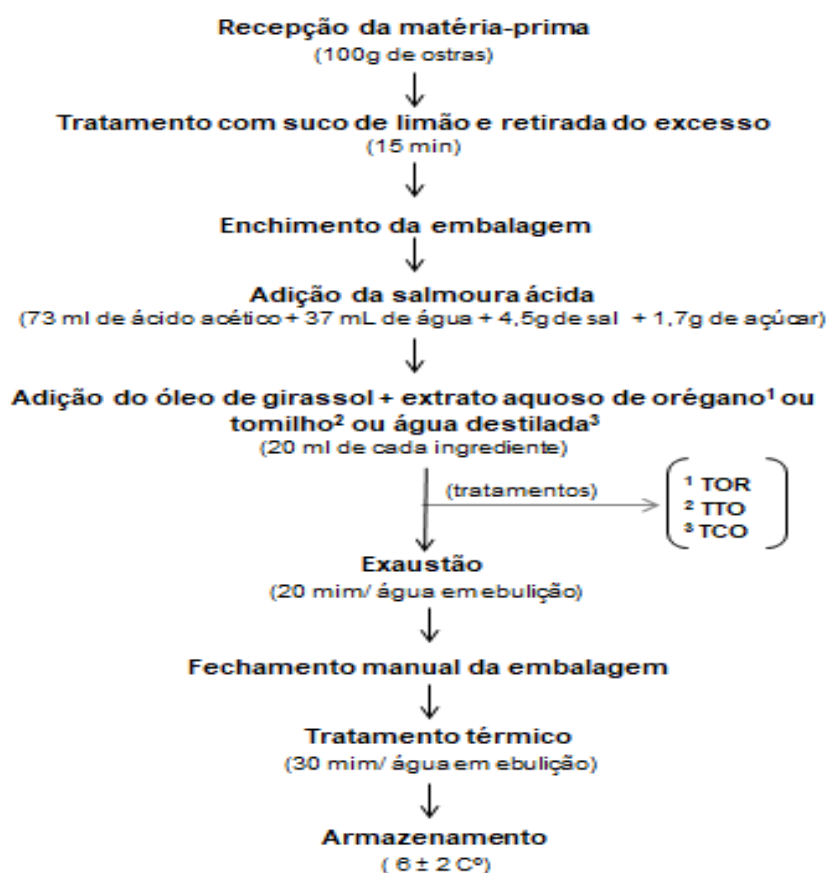 Recepção da matéria-prima
(100g de ostras)
Tratamento com suco de limão e retirada do excesso
(15 min)
Enchimento da embalagem
Adição da salmoura ácida
(73 ml de ácido acético + 37 mL de água + 4,5g de sal + 1,7g de açúcar)
Adição do óleo de girassol + extrato aquoso de orégano¹ ou
tomilho² ou água destilada³
(20 ml de cada ingrediente)
(tratamentos)
¹ TOR
² TTO
³ TCO
Exaustão
(20 mim/ água em ebulição)
Fechamento manual da embalagem
Tratamento térmico
(30 mim/ água em ebulição)
Armazenamento
( 6 ± 2 Cº)